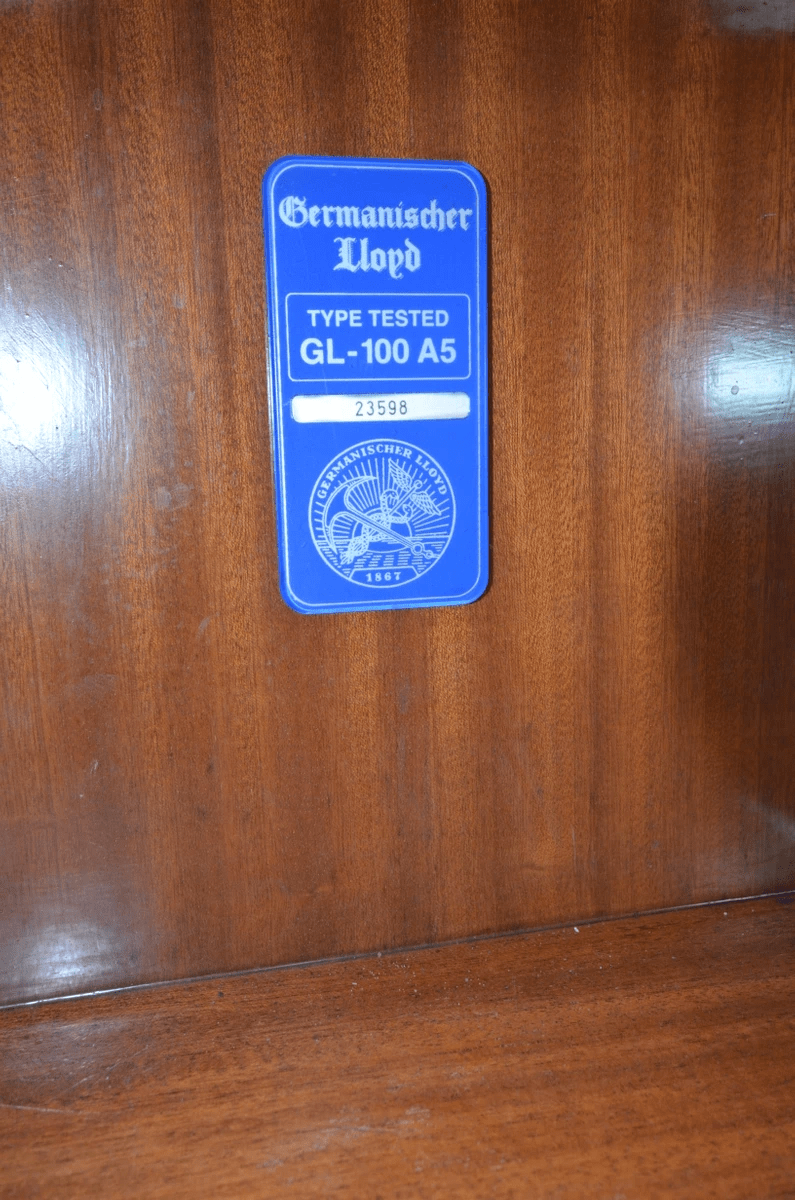 Germanischer
Lloyd
TYPE TESTED
GL-100 A5
23598
GERMANISCHER LLOYD
1867